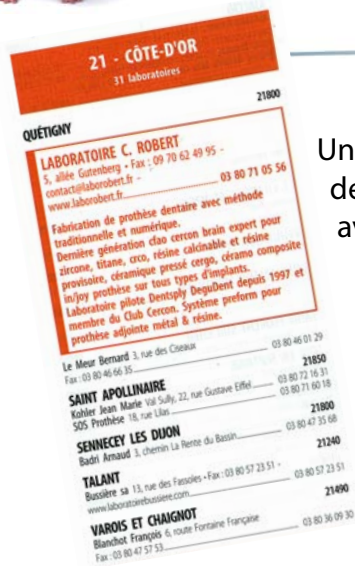 21 - CÔTE-D'OR
31 laboratoires
QUÉTIGNY 21800
LABORATOIRE C. ROBERT
5, allée Gutenberg • Fax : 09 70 62 49 95 -
contact@laborobert.fr -
www.laborobert.fr 03 80 71 05 56
Fabrication de prothèse dentaire avec méthode
traditionnelle et numérique.
Dernière génération cfao cercon brain expert pour
zircone, titane, crco, résine calcinable et résine
provisoire, céramique pressé cergo, céramo composite
in/joy prothèse sur tous types d'implants.
Laboratoire pilote Dentsply DeguDent depuis 1997 et
membre du Club Cercon. Système preform pour
prothèse adjointe métal & résine.
Le Meur Bernard 3, rue des Ciseaux
Fax : 03 80 46 66 35 03 80 46 01 29
SAINT APOLLINAIRE 21850
Kohler Jean Marie Val Sully, 22, rue Gustave Eiffel 03 80 72 16 31
SOS Prothèse 18, rue Lilas 03 80 71 60 18
SENNECEY LES DIJON 21800
Badri Arnaud 3, chemin La Rente du Bassin 03 80 47 35 68
TALANT 21240
Bussière sa 13, rue des Fassoles • Fax : 03 80 57 23 51 -
www.laboratoirebussiere.com 03 80 57 23 51
VAROIS ET CHAIGNOT 21490
Blanchot François 6, route Fontaine Française
Fax : 03 80 47 57 53 03 80 36 09 30
Un
de
av